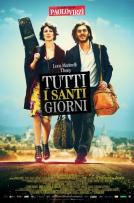 PAOLO VIRZÌ
Luca Marinelli
Thony
TUTTI
I SANTI
GIORNI